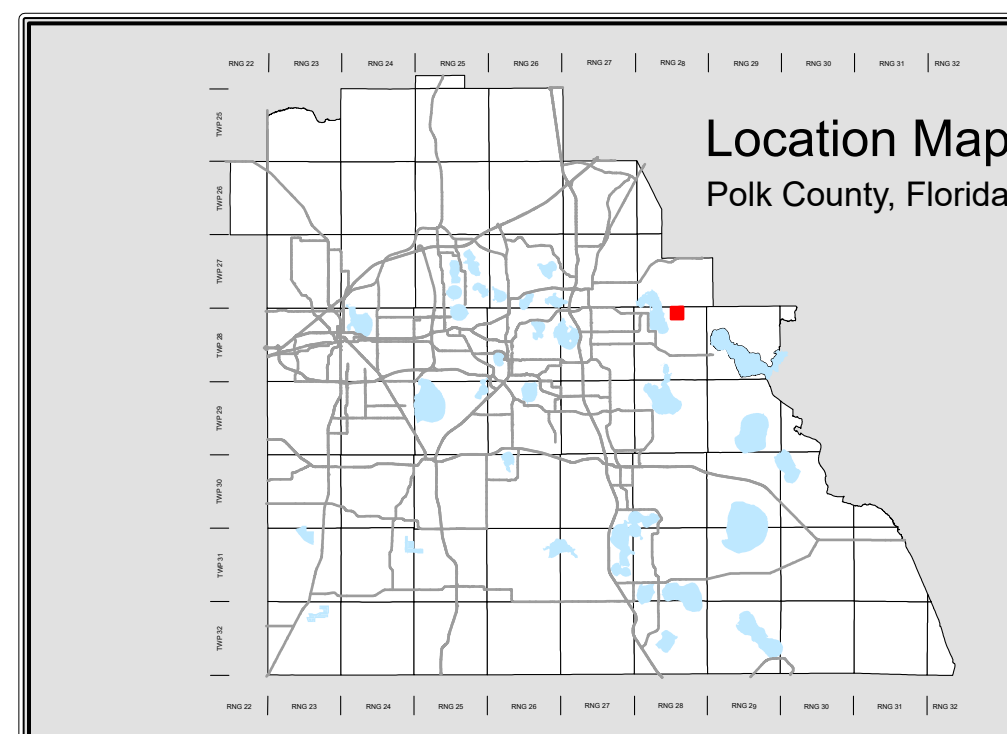 RNG 22 RNG 23 RNG 24 RNG 25 RNG 26 RNG 27 RNG 28 RNG 29 RNG 30 RNG 31 RNG 32
TWP 25
Location Map
Polk County, Florida
TWP 26
TWP 27
TWP 28
TWP 29
TWP 30
TWP 31
TWP 32
RNG 22 RNG 23 RNG 24 RNG 25 RNG 26 RNG 27 RNG 28 RNG 29 RNG 30 RNG 31 RNG 32